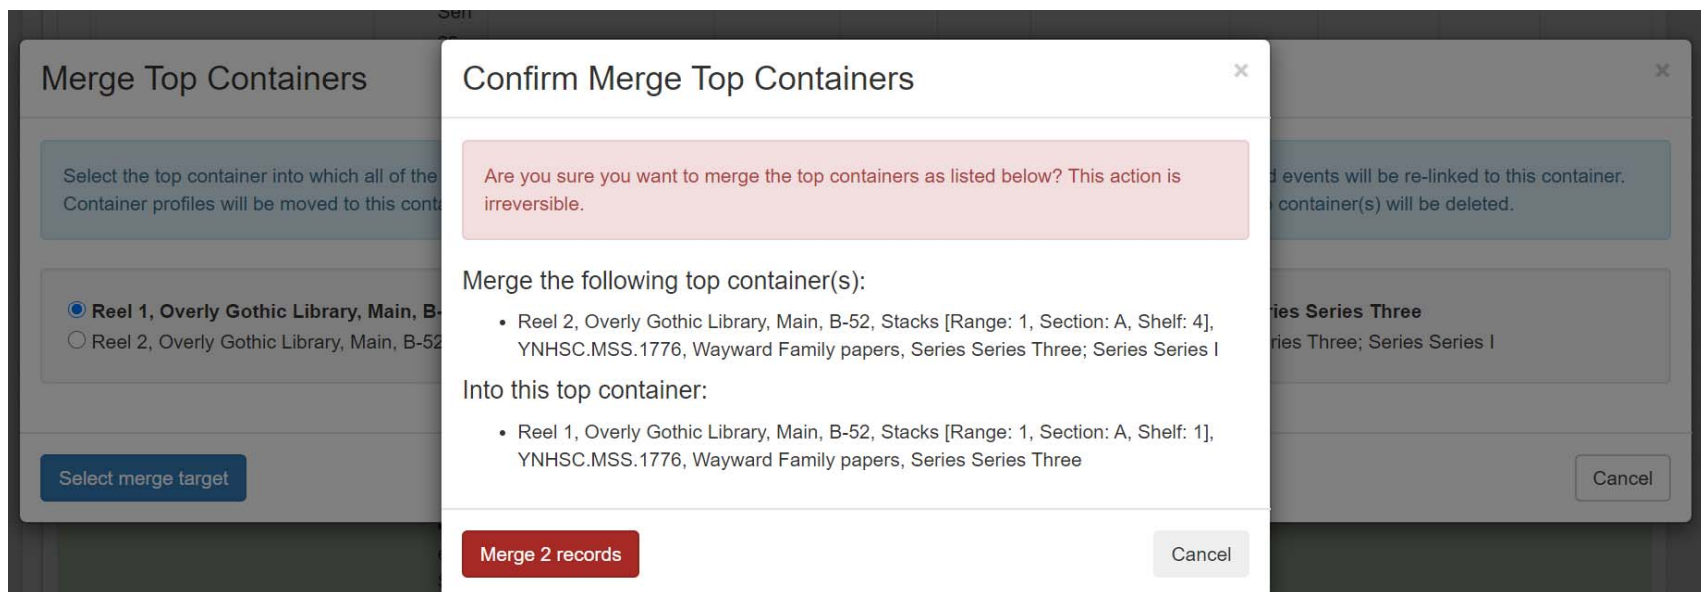 Merge Top Containers
×
Select the top container into which all of the
d events will be re-linked to this container.
Container profiles will be moved to this
container(s) will be deleted.
Reel 1, Overly Gothic Library, Main, B-
ies Series Three
Reel 2, Overly Gothic Library, Main, B-52
ries Three; Series Series I
Select merge target
Cancel
Confirm Merge Top Containers
×
Are you sure you want to merge the top containers as listed below? This action is
irreversible.
Merge the following top container(s):
• Reel 2, Overly Gothic Library, Main, B-52, Stacks [Range: 1, Section: A, Shelf: 4],
YNHSC.MSS.1776, Wayward Family papers, Series Series Three; Series Series I
Into this top container:
• Reel 1, Overly Gothic Library, Main, B-52, Stacks [Range: 1, Section: A, Shelf: 1],
YNHSC.MSS.1776, Wayward Family papers, Series Series Three
Merge 2 records
Cancel